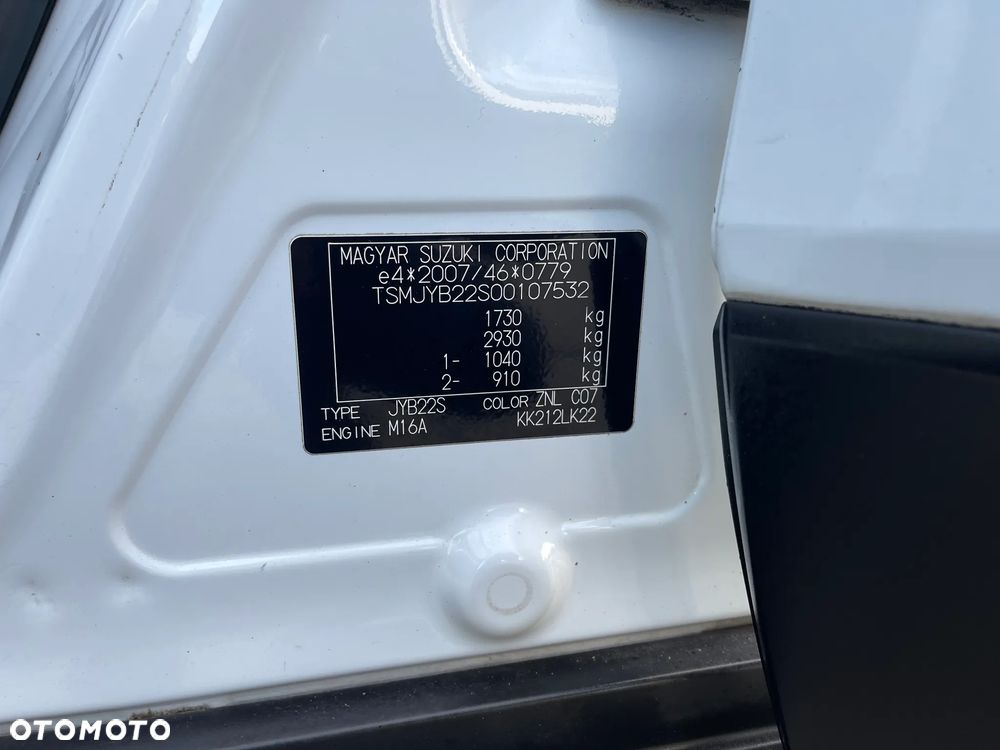 MAGYAR SUZUKI CORPORATION
e4*2007/46*0779
TSMJYB22S00107532
1730 kg
2930 kg
1- 1040 kg
2- 910 kg
TYPE JYB22S COLOR ZNL C07
ENGINE M16A KK212LK22
OTOMOTO